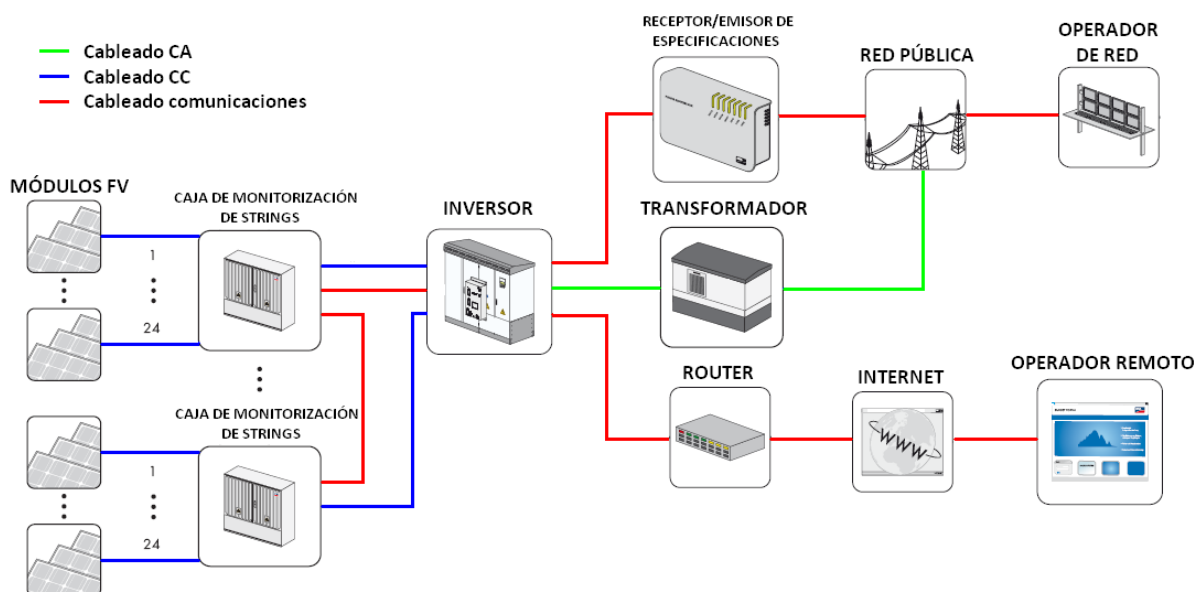 Cableado CA
Cableado CC
Cableado comunicaciones
RECEPTOR/EMISOR DE
ESPECIFICACIONES
RED PÚBLICA
OPERADOR
DE RED
MÓDULOS FV
CAJA DE MONITORIZACIÓN
DE STRINGS
INVERSOR
TRANSFORMADOR
1
24
ROUTER
INTERNET
OPERADOR REMOTO
CAJA DE MONITORIZACIÓN
DE STRINGS
1
24
WWW